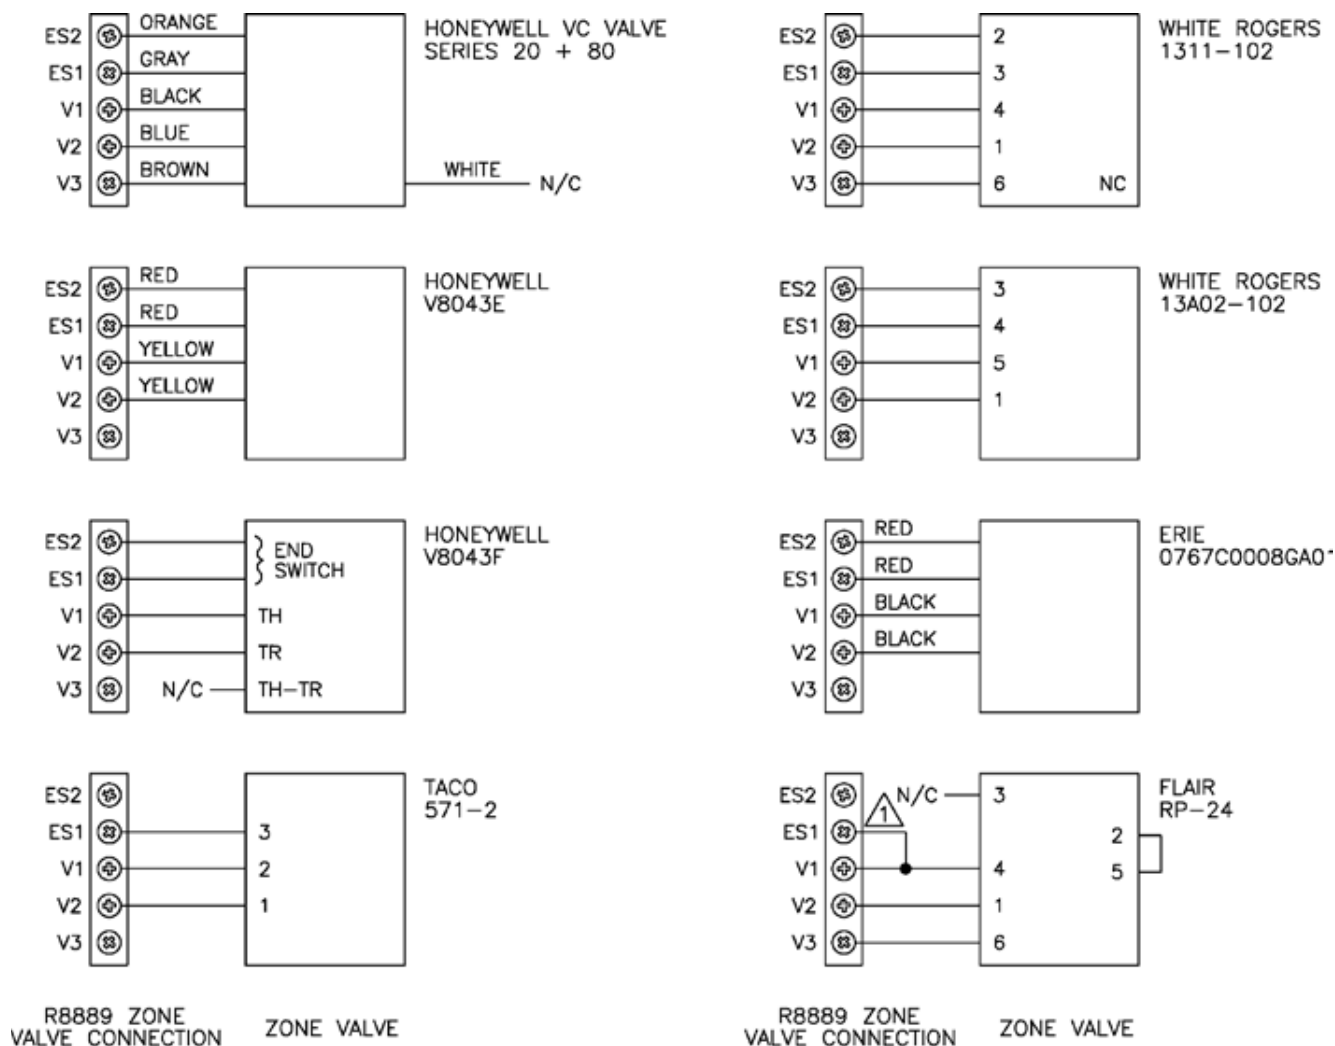 ES2 ORANGE
ES1 GRAY
V1 BLACK
V2 BLUE
V3 BROWN
WHITE N/C
HONEYWELL VC VALVE
SERIES 20 + 80
ES2 2
ES1 3
V1 4
V2 1
V3 6 NC
WHITE ROGERS
1311-102
ES2 RED
ES1 RED
V1 YELLOW
V2 YELLOW
V3
HONEYWELL
V8043E
ES2 3
ES1 4
V1 5
V2 1
V3
WHITE ROGERS
13A02-102
ES2
ES1
END
SWITCH
V1 TH
V2 TR
V3 N/C TH-TR
HONEYWELL
V8043F
ES2 RED
ES1 RED
V1 BLACK
V2 BLACK
V3
ERIE
0767C0008GA01
ES2
ES1 3
V1 2
V2 1
V3
TACO
571-2
ES2 N/C 3
ES1 1 2
V1 4 5
V2 1
V3 6
FLAIR
RP-24
R8889 ZONE
VALVE CONNECTION
ZONE VALVE
R8889 ZONE
VALVE CONNECTION
ZONE VALVE